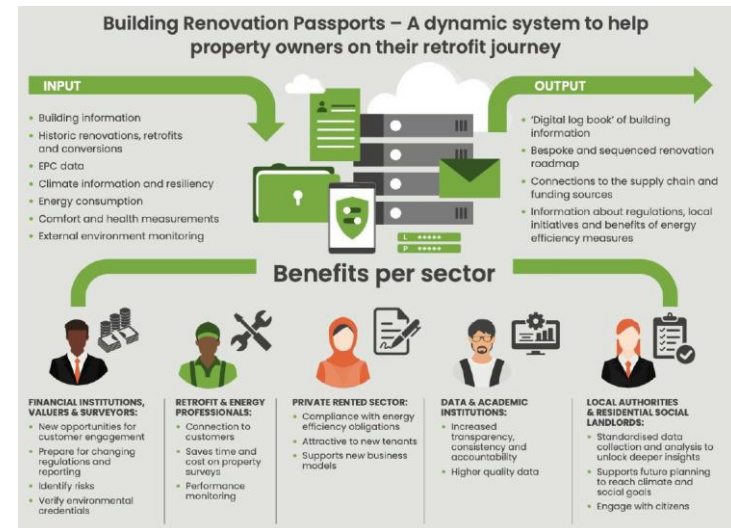 Building Renovation Passports – A dynamic system to help
property owners on their retrofit journey
INPUT
• Building information
• Historic renovations, retrofits
and conversions
• EPC data
• Climate information and resiliency
• Energy consumption
• Comfort and health measurements
• External environment monitoring
OUTPUT
• ‘Digital log book’ of building
information
• Bespoke and sequenced renovation
roadmap
• Connections to the supply chain and
funding sources
• Information about regulations, local
initiatives and benefits of energy
efficiency measures
L *****
P *****
Benefits per sector
FINANCIAL INSTITUTIONS,
VALUERS & SURVEYORS:
• New opportunities for
customer engagement
• Prepare for changing
regulations and
reporting
• Identify risks
• Verify environmental
credentials
RETROFIT & ENERGY
PROFESSIONALS:
• Connection to
customers
• Saves time and
cost on property
surveys
• Performance
monitoring
PRIVATE RENTED SECTOR:
• Compliance with energy
efficiency obligations
• Attractive to new tenants
• Supports new business
models
DATA & ACADEMIC
INSTITUTIONS:
• Increased
transparency,
consistency and
accountability
• Higher quality data
LOCAL AUTHORITIES
& RESIDENTIAL SOCIAL
LANDLORDS:
• Standardised data
collection and analysis to
unlock deeper insights
• Supports future planning
to reach climate and
social goals
• Engage with citizens